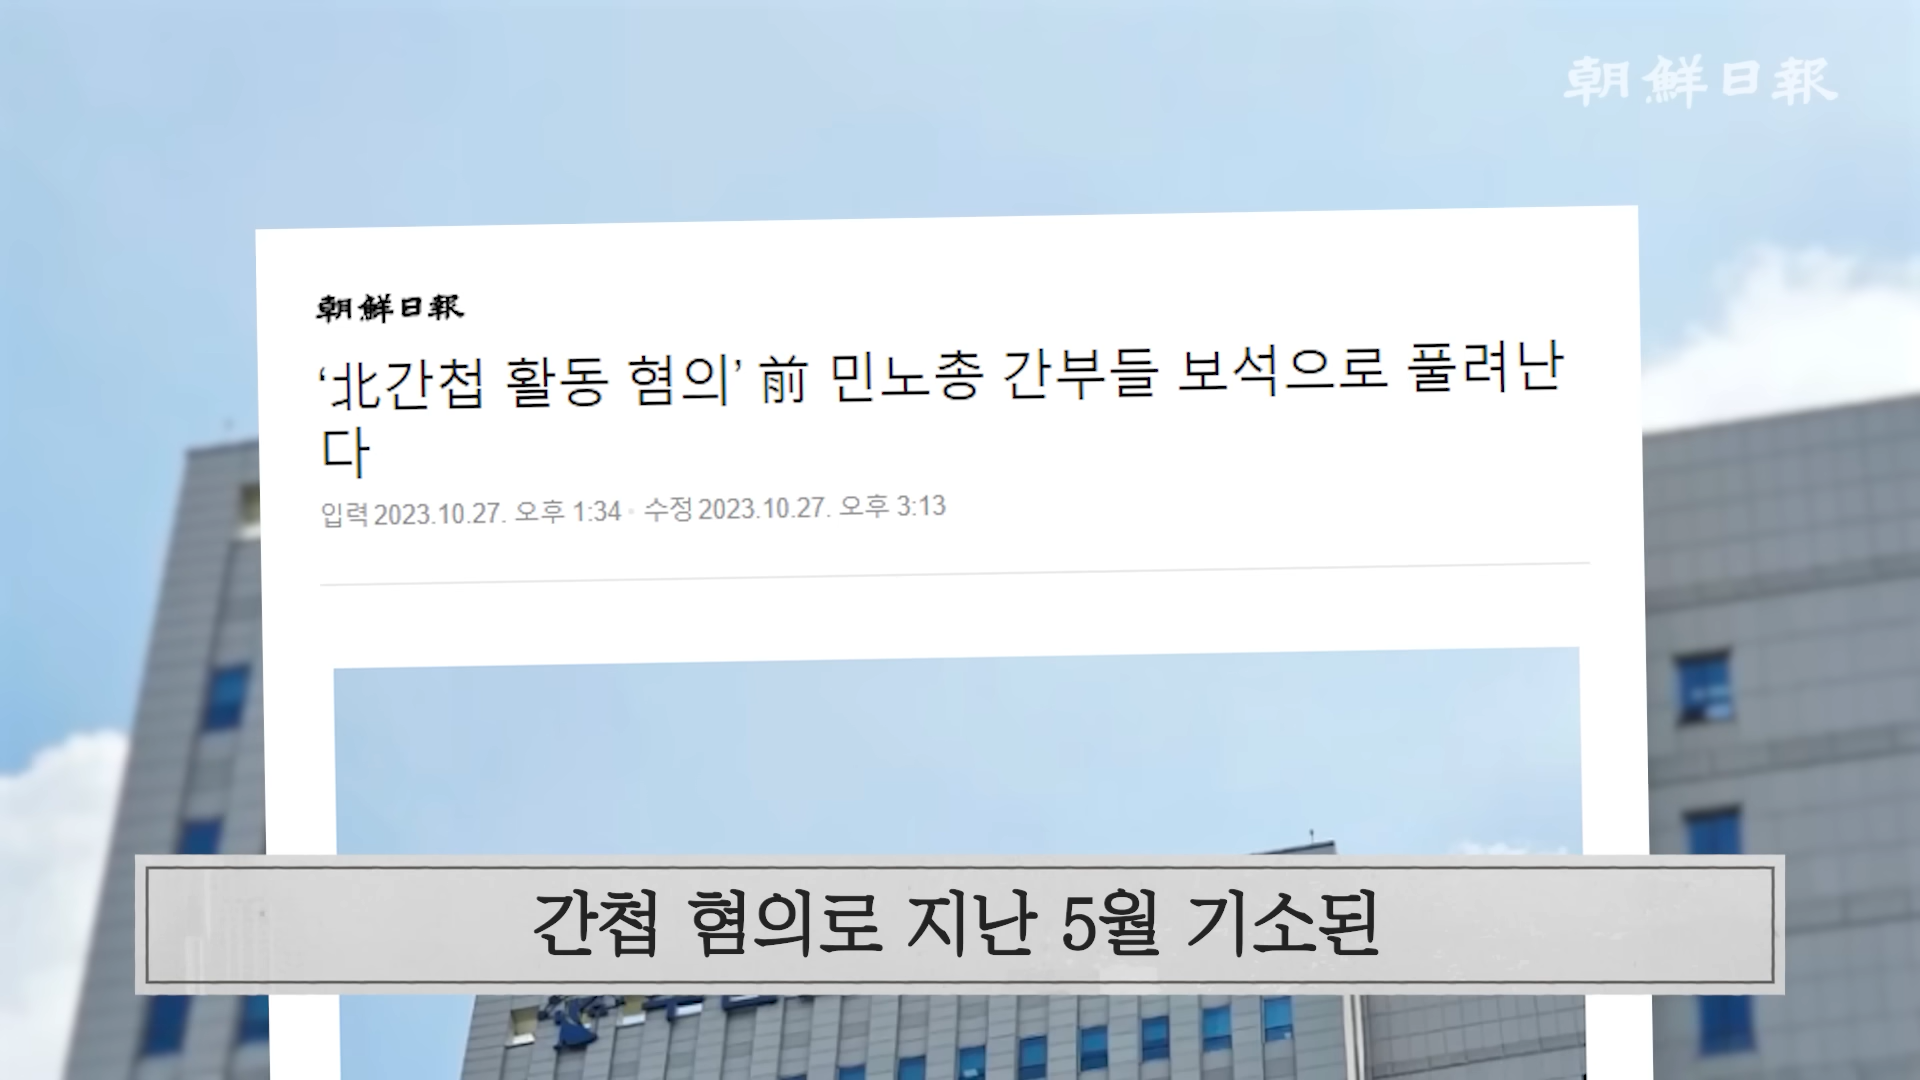 朝鮮日報
朝鮮日報
‘北간첩 활동 혐의’ 前 민노총 간부들 보석으로 풀려난
다
입력 2023.10.27. 오후 1:34 · 수정 2023.10.27. 오후 3:13
간첩 혐의로 지난 5월 기소된